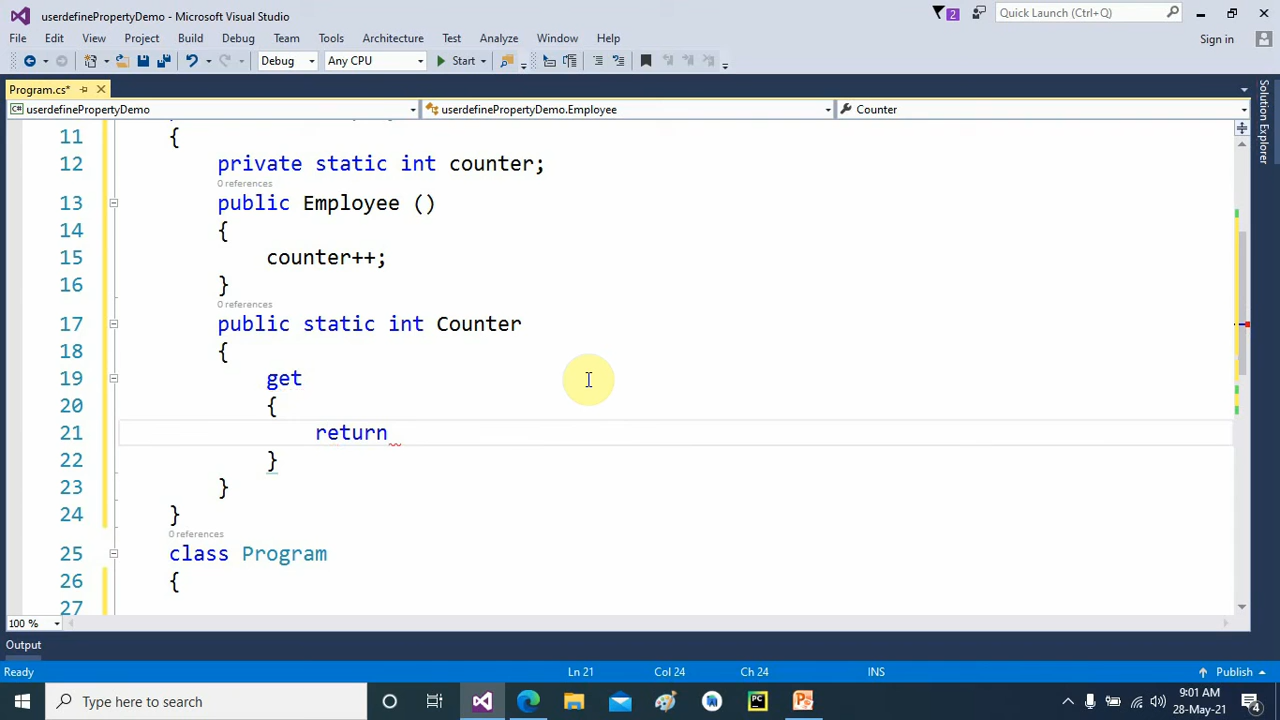 userdefinePropertyDemo - Microsoft Visual Studio
2
Quick Launch (Ctrl+Q)
File Edit View Project Build Debug Team Tools Architecture Test Analyze Window Help
Sign in
Debug Any CPU Start
Program.cs*
userdefinePropertyDemo userdefinePropertyDemo.Employee Counter
Solution Explorer
11 {
12 private static int counter;
0 references
13 public Employee ()
14 {
15 counter++;
16 }
0 references
17 public static int Counter
18 {
19 get
20 {
21 return
22 }
23 }
24 }
0 references
25 class Program
26 {
27
100 %
Output
Ready Ln 21 Col 24 Ch 24 INS Publish
Type here to search
PC
9:01 AM
28-May-21
4